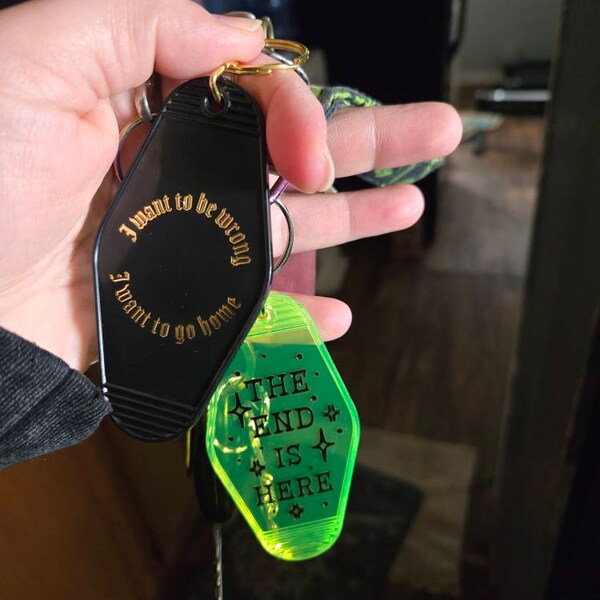 I want to be wrong
I want to go home
THE
END
IS
HERE